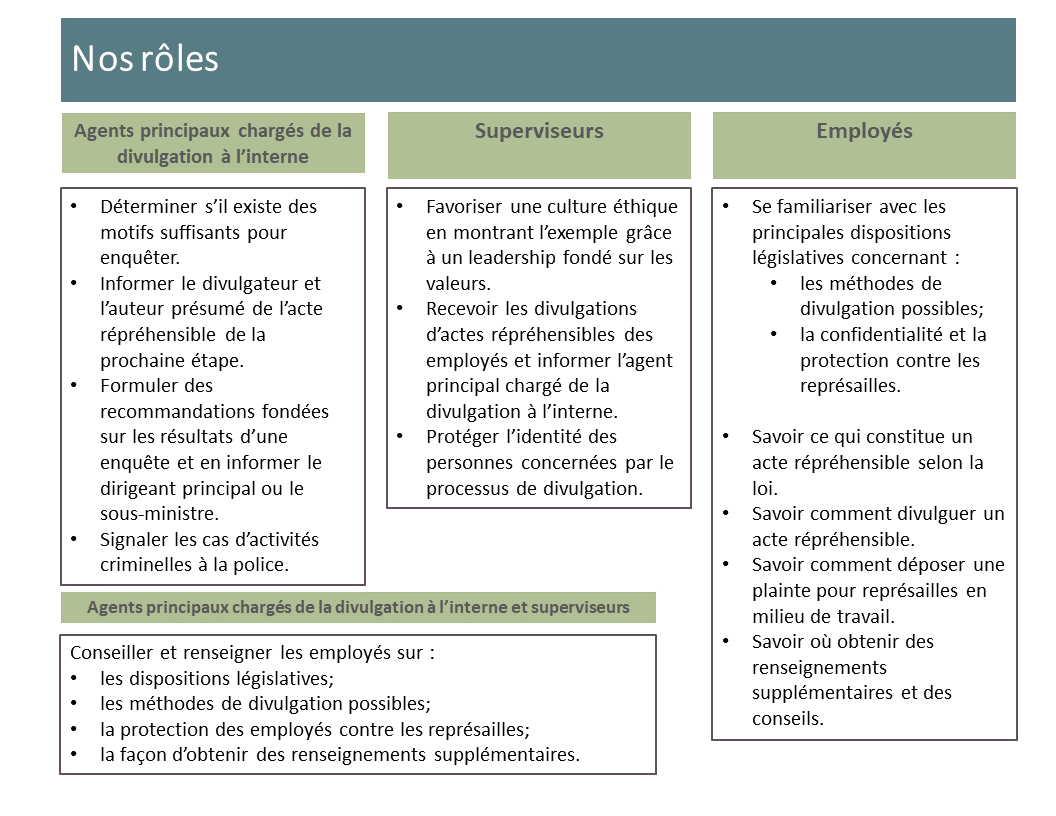 Nos rôles
Agents principaux chargés de la
divulgation à l’interne
• Déterminer s’il existe des
motifs suffisants pour
enquêter.
• Informer le divulgateur et
l’auteur présumé de l’acte
répréhensible de la
prochaine étape.
• Formuler des
recommandations fondées
sur les résultats d’une
enquête et en informer le
dirigeant principal ou le
sous-ministre.
• Signaler les cas d’activités
criminelles à la police.
Superviseurs
• Favoriser une culture éthique
en montrant l’exemple grâce
à un leadership fondé sur les
valeurs.
• Recevoir les divulgations
d’actes répréhensibles des
employés et informer l’agent
principal chargé de la
divulgation à l’interne.
• Protéger l’identité des
personnes concernées par le
processus de divulgation.
Employés
• Se familiariser avec les
principales dispositions
législatives concernant :
• les méthodes de
divulgation possibles;
• la confidentialité et la
protection contre les
représailles.
• Savoir ce qui constitue un
acte répréhensible selon la
loi.
• Savoir comment divulguer un
acte répréhensible.
• Savoir comment déposer une
plainte pour représailles en
milieu de travail.
• Savoir où obtenir des
renseignements
supplémentaires et des
conseils.
Agents principaux chargés de la divulgation à l’interne et superviseurs
Conseiller et renseigner les employés sur :
• les dispositions législatives;
• les méthodes de divulgation possibles;
• la protection des employés contre les représailles;
• la façon d’obtenir des renseignements supplémentaires.